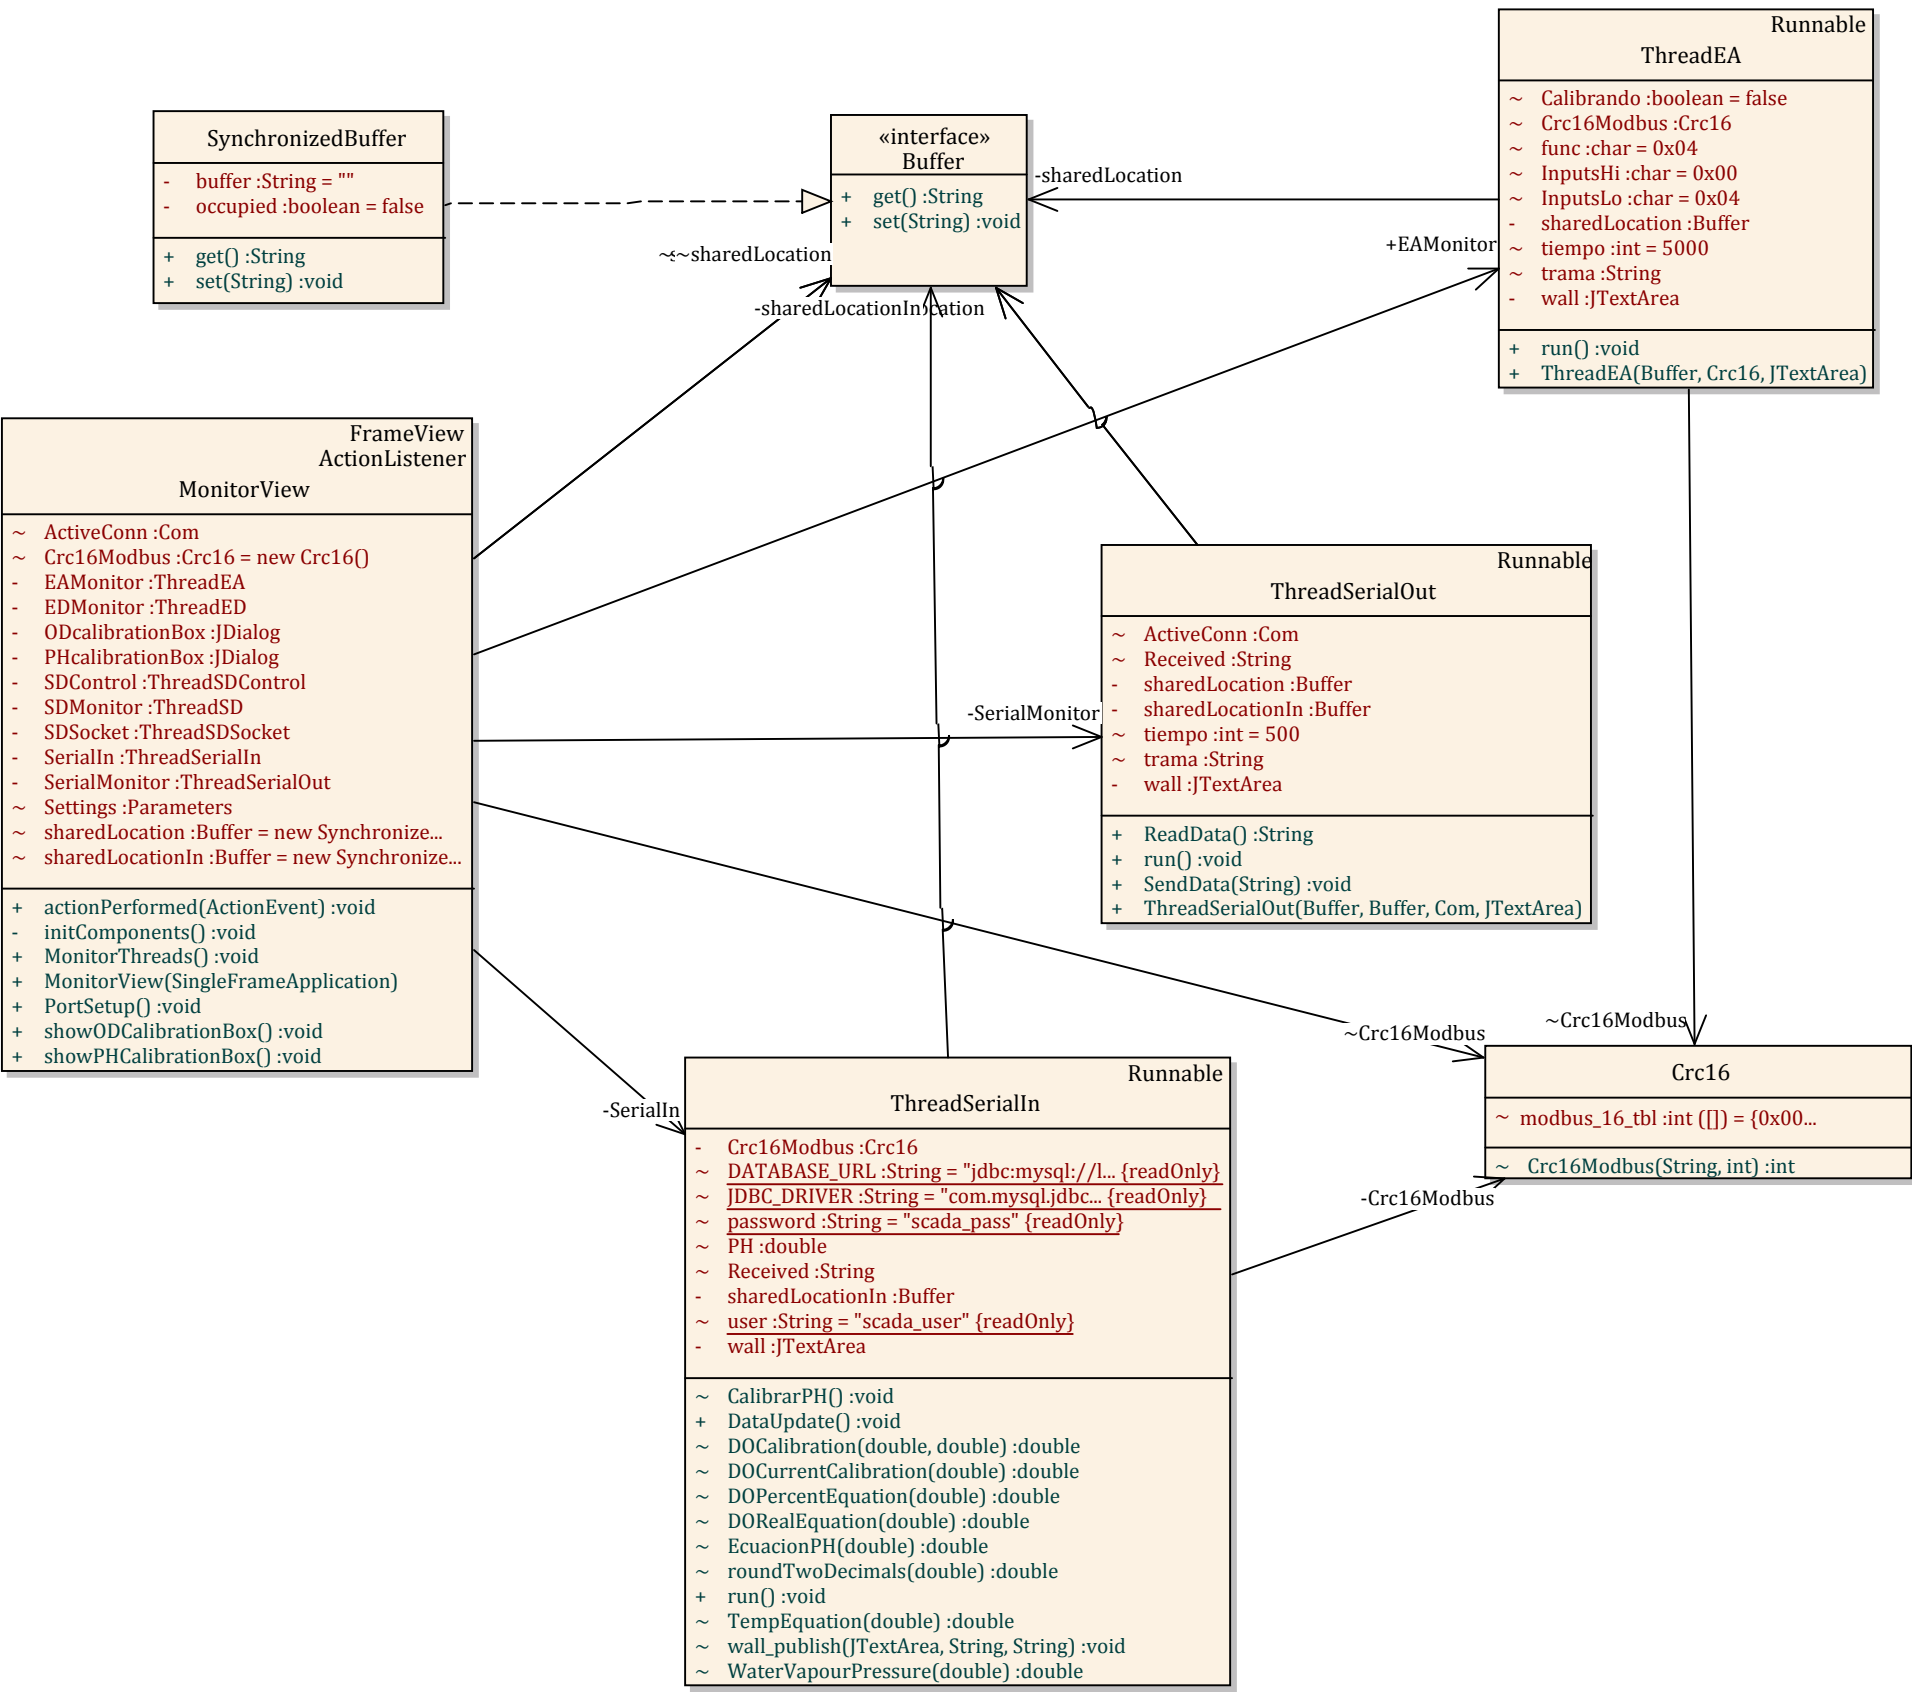 Runnable
ThreadEA
~ Calibrando :boolean = false
~ Crc16Modbus :Crc16
~ func :char = 0x04
~ InputsHi :char = 0x00
~ InputsLo :char = 0x04
- sharedLocation :Buffer
~ tiempo :int = 5000
~ trama :String
- wall :JTextArea
+ run() :void
+ ThreadEA(Buffer, Crc16, JTextArea)
SynchronizedBuffer
- buffer :String = ""
- occupied :boolean = false
+ get() :String
+ set(String) :void
«interface»
Buffer
+ get() :String
+ set(String) :void
-sharedLocation
+EAMonitor
~sharedLocation
-sharedLocationIn
FrameView
ActionListener
MonitorView
~ ActiveConn :Com
~ Crc16Modbus :Crc16 = new Crc16()
- EAMonitor :ThreadEA
- EDMonitor :ThreadED
- ODcalibrationBox :JDialog
- PHcalibrationBox :JDialog
- SDControl :ThreadSDControl
- SDMonitor :ThreadSD
- SDSocket :ThreadSDSocket
- SerialIn :ThreadSerialIn
- SerialMonitor :ThreadSerialOut
~ Settings :Parameters
~ sharedLocation :Buffer = new Synchronize...
~ sharedLocationIn :Buffer = new Synchronize...
+ actionPerformed(ActionEvent) :void
- initComponents() :void
+ MonitorThreads() :void
+ MonitorView(SingleFrameApplication)
+ PortSetup() :void
+ showODCalibrationBox() :void
+ showPHCalibrationBox() :void
-SerialMonitor
Runnable
ThreadSerialOut
~ ActiveConn :Com
~ Received :String
- sharedLocation :Buffer
- sharedLocationIn :Buffer
~ tiempo :int = 500
~ trama :String
- wall :JTextArea
+ ReadData() :String
+ run() :void
+ SendData(String) :void
+ ThreadSerialOut(Buffer, Buffer, Com, JTextArea)
~Crc16Modbus
~Crc16Modbus
-SerialIn
Crc16
~ modbus_16_tbl :int ([]) = {0x00...
~ Crc16Modbus(String, int) :int
-Crc16Modbus
Runnable
ThreadSerialIn
- Crc16Modbus :Crc16
~ DATABASE_URL :String = "jdbc:mysql://l... {readOnly}
~ JDBC_DRIVER :String = "com.mysql.jdbc... {readOnly}
~ password :String = "scada_pass" {readOnly}
~ PH :double
~ Received :String
- sharedLocationIn :Buffer
~ user :String = "scada_user" {readOnly}
- wall :JTextArea
~ CalibrarPH() :void
+ DataUpdate() :void
~ DOCalibration(double, double) :double
~ DOCurrentCalibration(double) :double
~ DOPercentEquation(double) :double
~ DORealEquation(double) :double
~ EcuacionPH(double) :double
~ roundTwoDecimals(double) :double
+ run() :void
~ TempEquation(double) :double
~ wall_publish(JTextArea, String, String) :void
~ WaterVapourPressure(double) :double